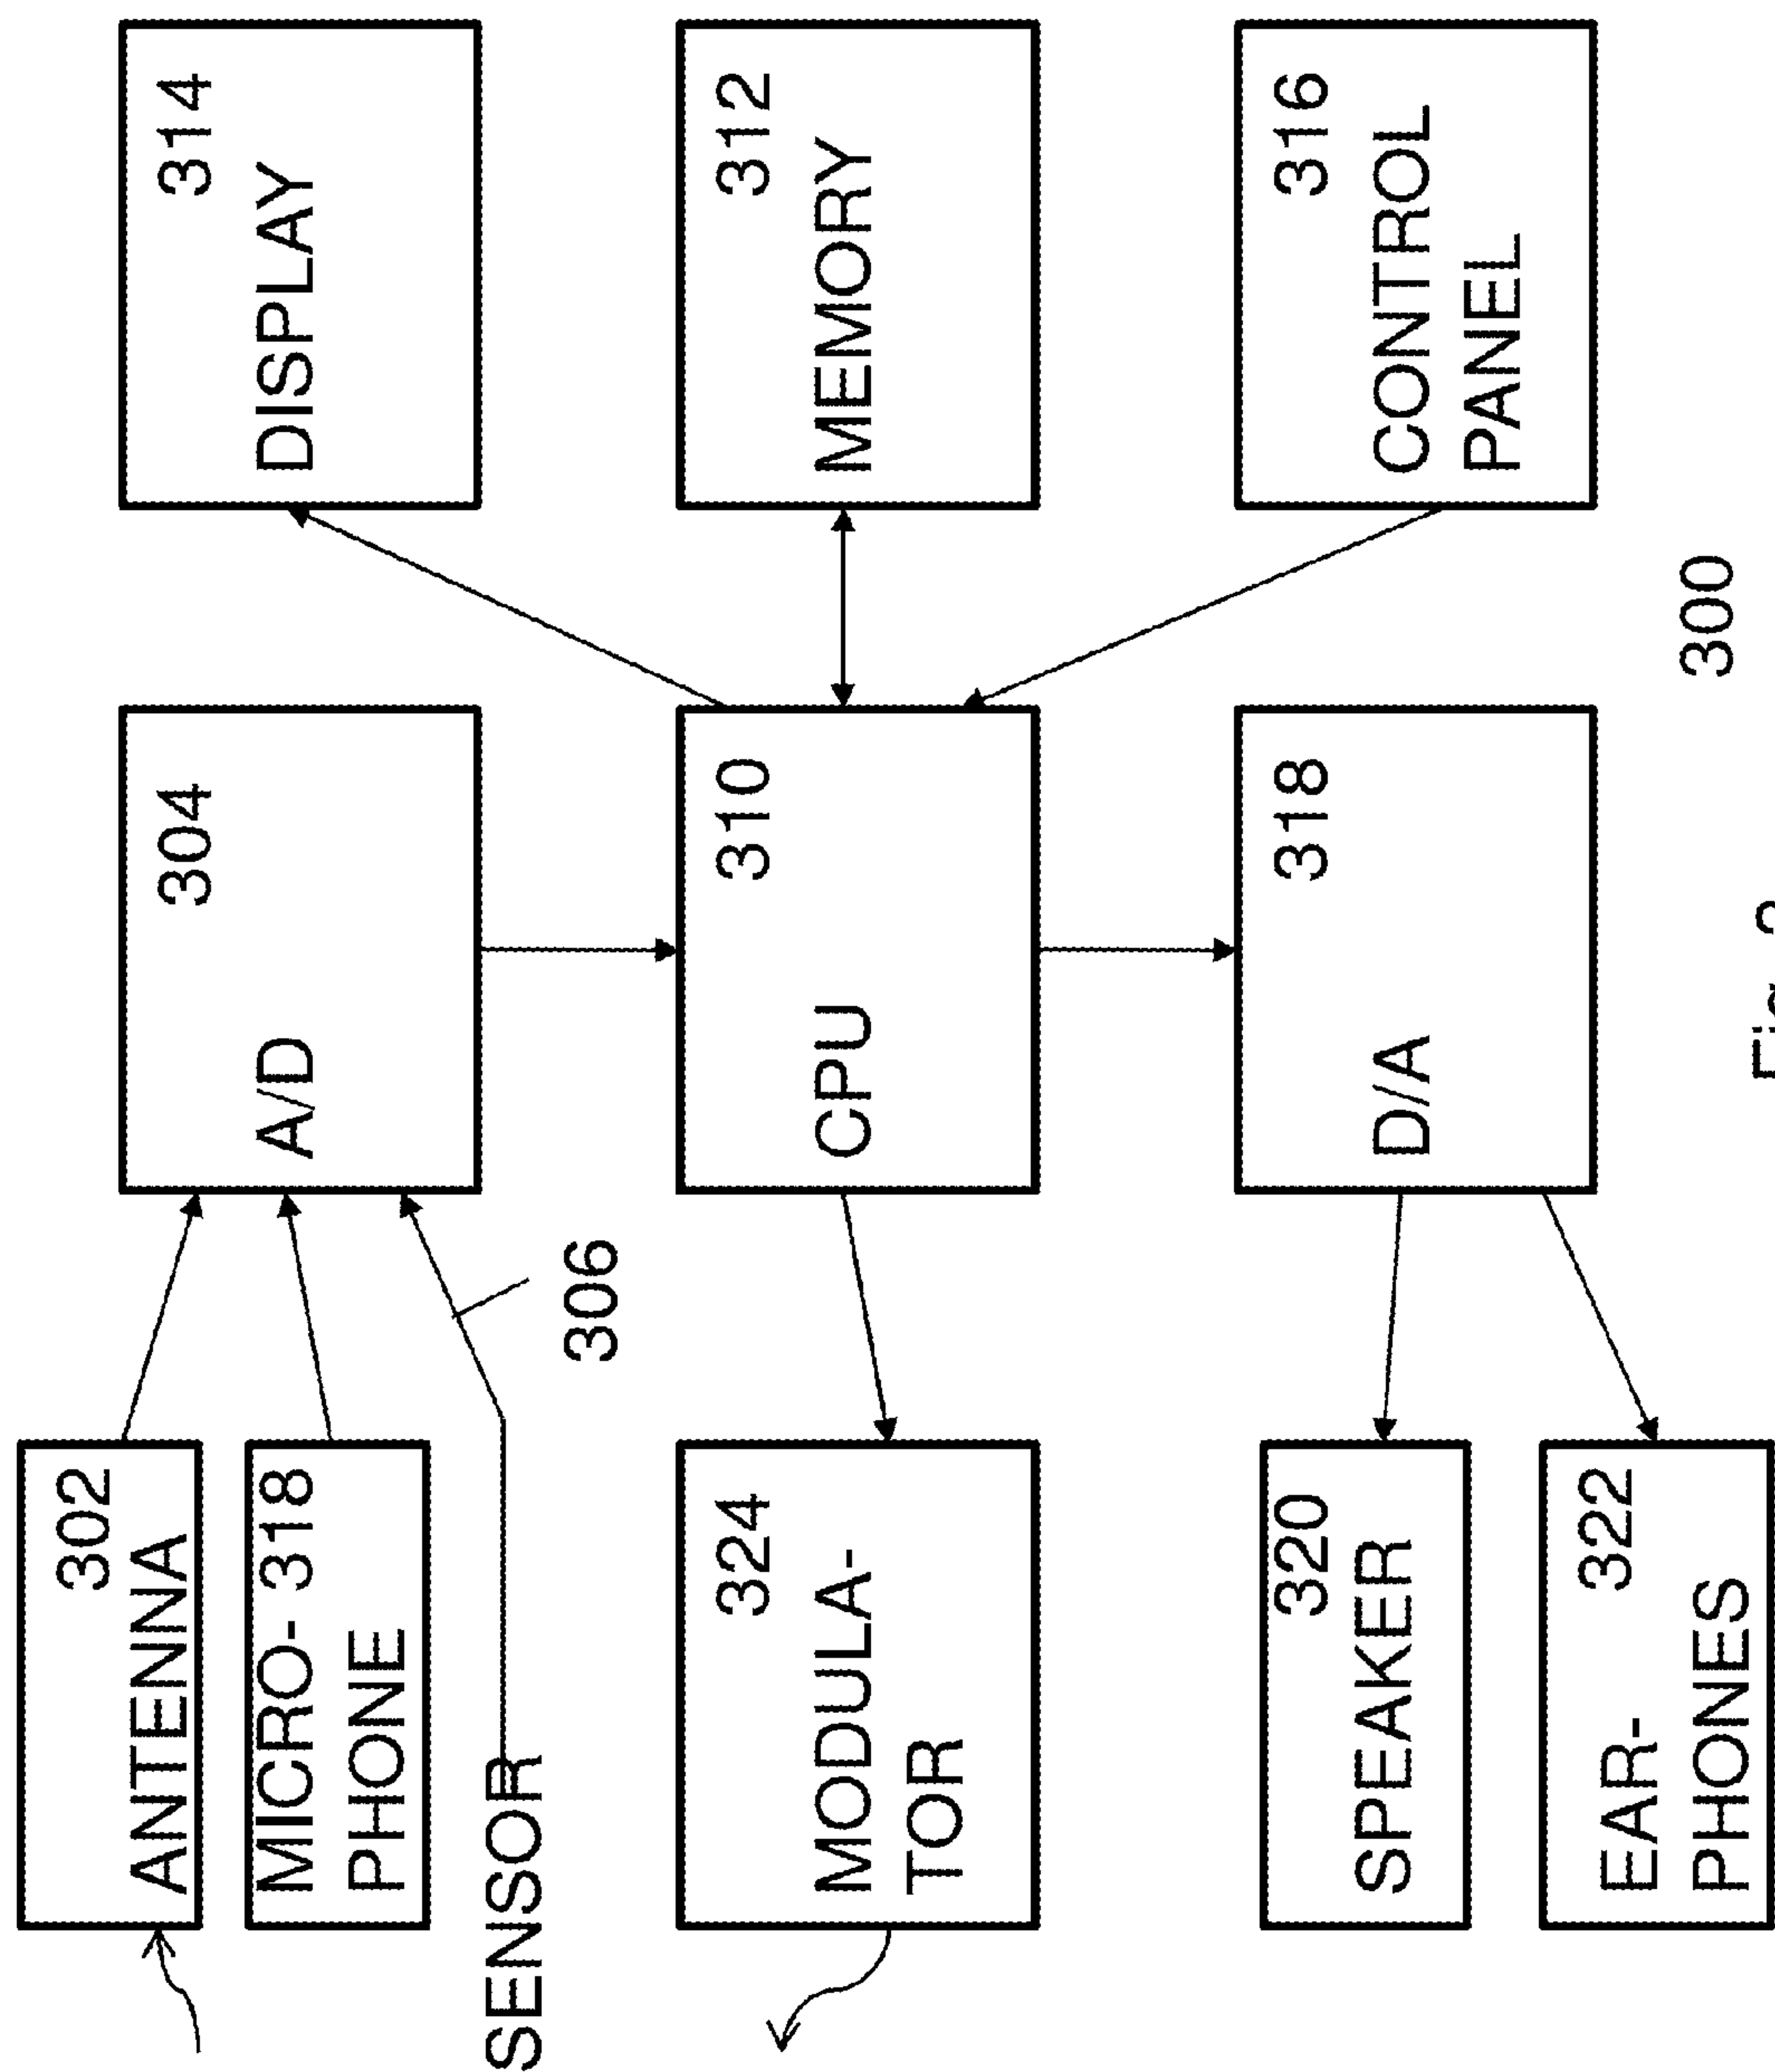 302
ANTENNA
MICRO- 318
PHONE
SENSOR
306
304
A/D
314
DISPLAY
324
MODULA-
TOR
310
CPU
312
MEMORY
320
SPEAKER
322
EAR-
PHONES
318
D/A
316
CONTROL
PANEL
300
Fig.